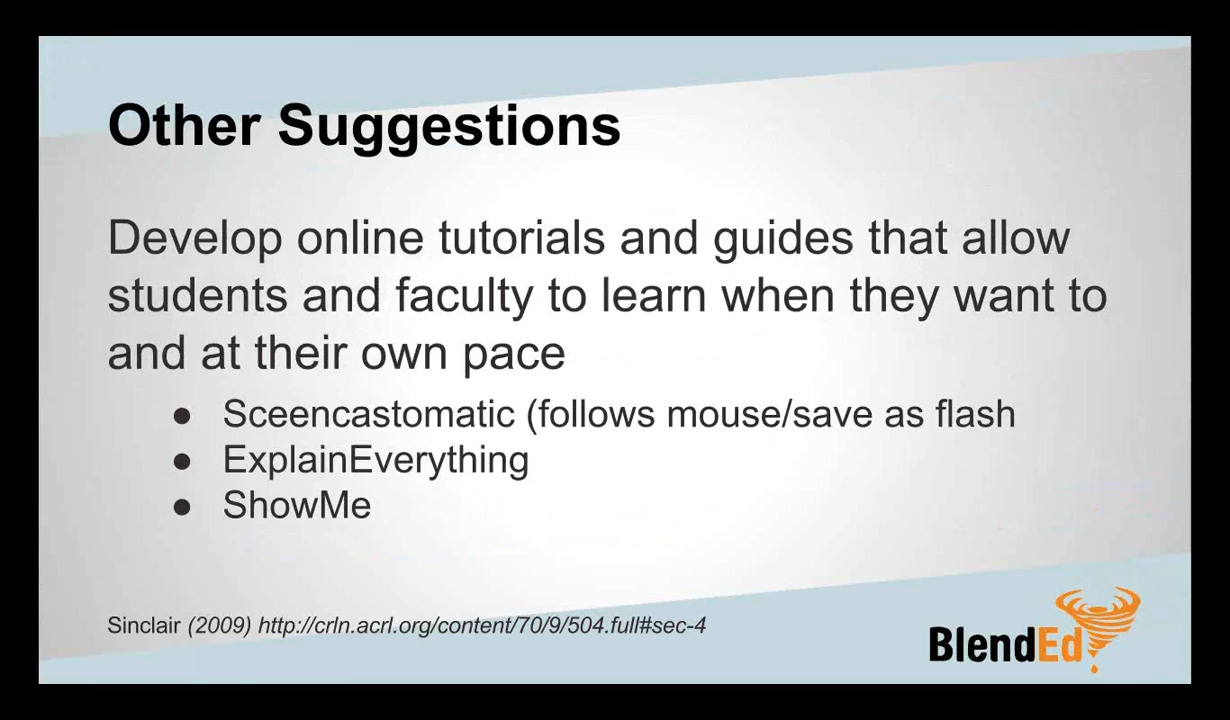 Other Suggestions
Develop online tutorials and guides that allow
students and faculty to learn when they want to
and at their own pace
● Sceencastomatic (follows mouse/save as flash
● ExplainEverything
● ShowMe
Sinclair (2009) http://crln.acrl.org/content/70/9/504.full#sec-4
BlendEd